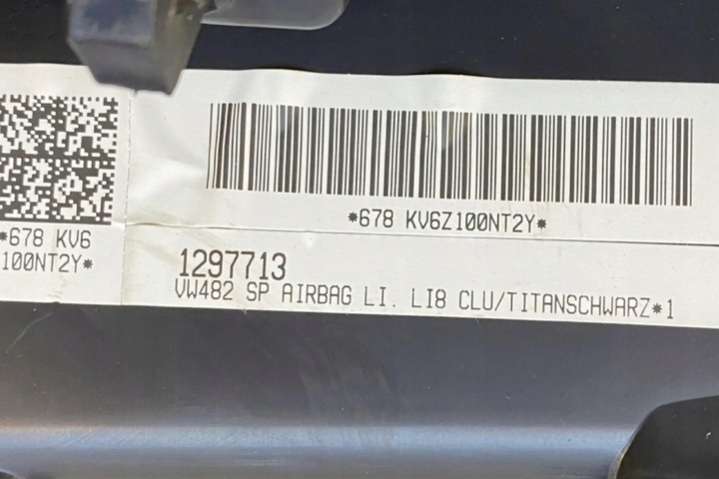 *678 KV6Z100NT2Y*
*678 KV6
100NT2Y*
1297713
VW482 SP AIRBAG LI. LI8 CLU/TITANSCHWARZ*1